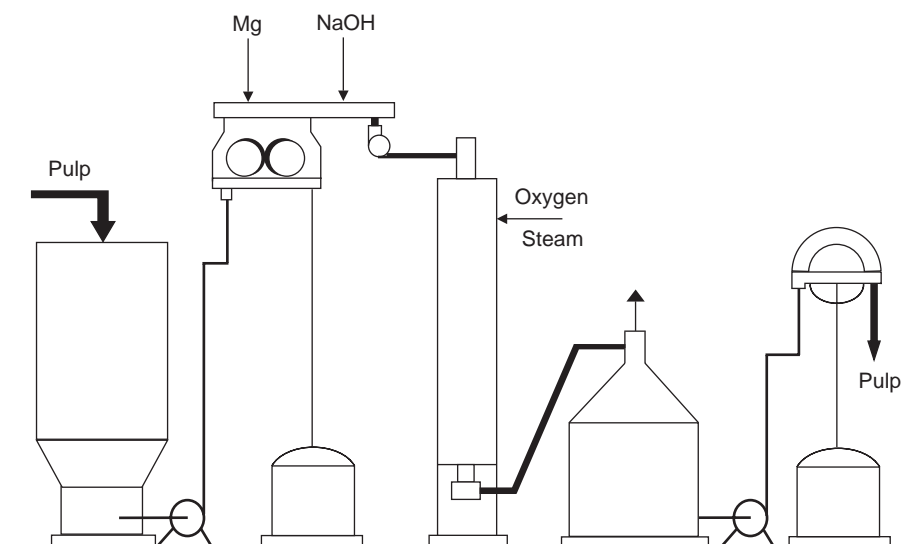 Mg
NaOH
Pulp
Oxygen
Steam
Pulp